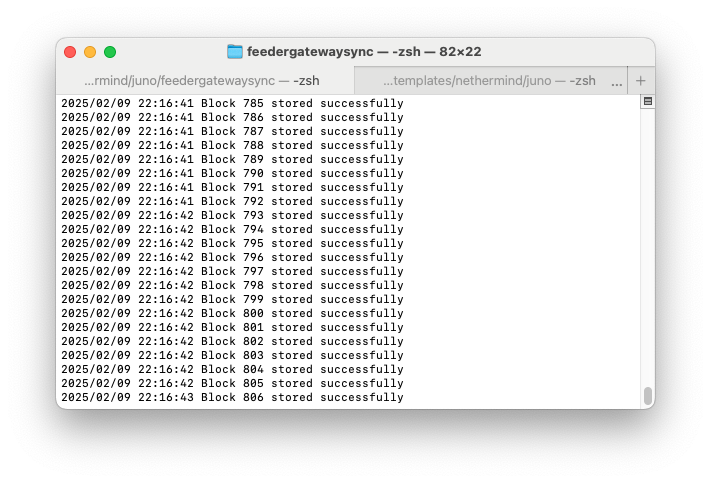 feedergatewaysync — -zsh — 82×22
...rmind/juno/feedergatewaysync — -zsh
...templates/nethermind/juno — -zsh ... +
2025/02/09 22:16:41 Block 785 stored successfully
2025/02/09 22:16:41 Block 786 stored successfully
2025/02/09 22:16:41 Block 787 stored successfully
2025/02/09 22:16:41 Block 788 stored successfully
2025/02/09 22:16:41 Block 789 stored successfully
2025/02/09 22:16:41 Block 790 stored successfully
2025/02/09 22:16:41 Block 791 stored successfully
2025/02/09 22:16:41 Block 792 stored successfully
2025/02/09 22:16:42 Block 793 stored successfully
2025/02/09 22:16:42 Block 794 stored successfully
2025/02/09 22:16:42 Block 795 stored successfully
2025/02/09 22:16:42 Block 796 stored successfully
2025/02/09 22:16:42 Block 797 stored successfully
2025/02/09 22:16:42 Block 798 stored successfully
2025/02/09 22:16:42 Block 799 stored successfully
2025/02/09 22:16:42 Block 800 stored successfully
2025/02/09 22:16:42 Block 801 stored successfully
2025/02/09 22:16:42 Block 802 stored successfully
2025/02/09 22:16:42 Block 803 stored successfully
2025/02/09 22:16:42 Block 804 stored successfully
2025/02/09 22:16:42 Block 805 stored successfully
2025/02/09 22:16:43 Block 806 stored successfully